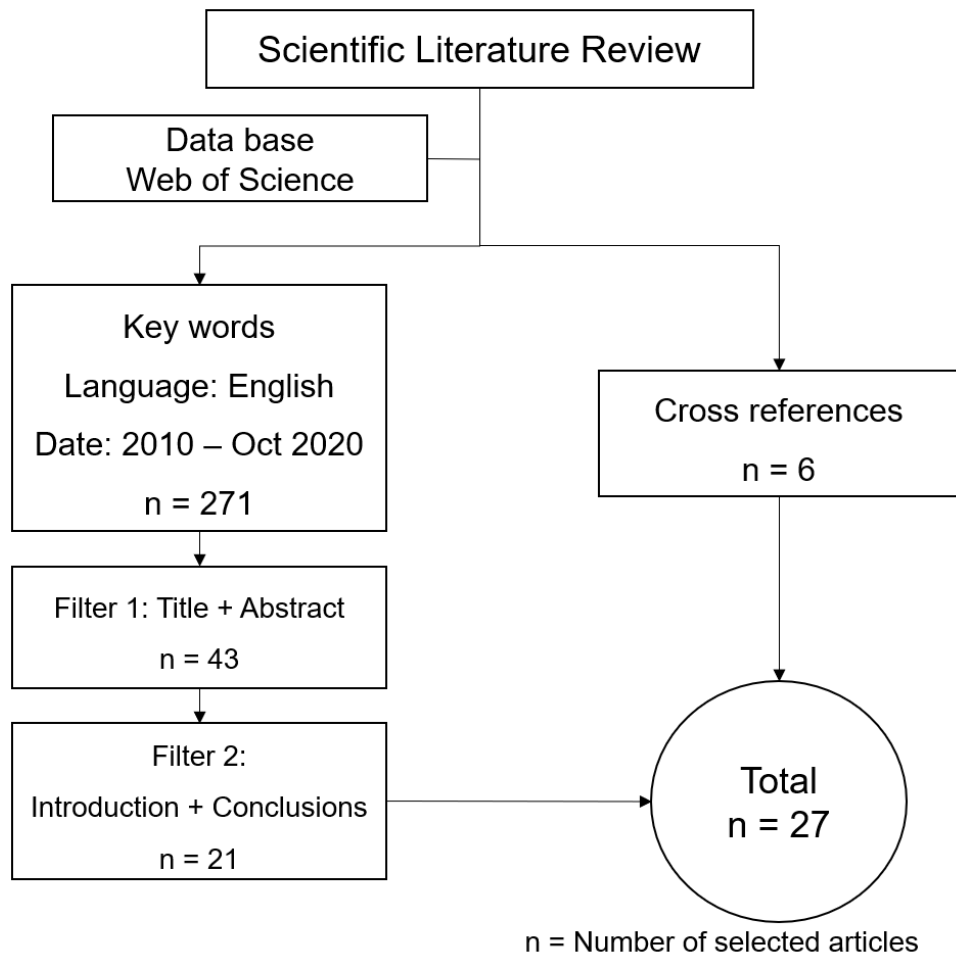 Scientific Literature Review
Data base
Web of Science
Key words
Language: English
Date: 2010 – Oct 2020
n = 271
Cross references
n = 6
Filter 1: Title + Abstract
n = 43
Filter 2:
Introduction + Conclusions
n = 21
Total
n = 27
n = Number of selected articles